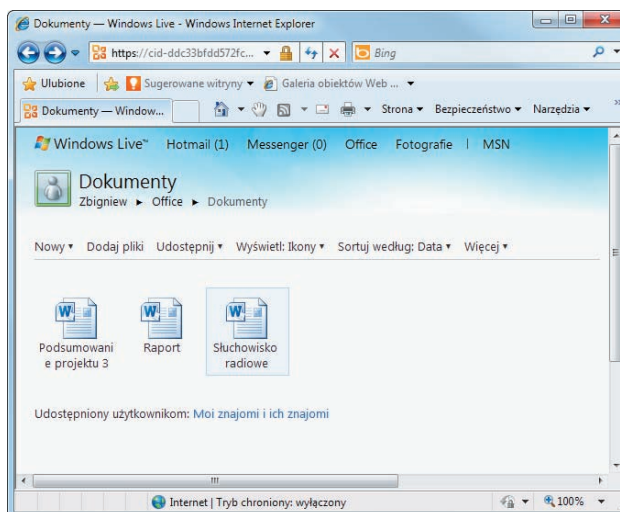 Dokumenty — Windows Live - Windows Internet Explorer
https://cid-ddc33bfdd572fc... Bing
Ulubione Sugerowane witryny Galeria obiektów Web ...
Dokumenty — Window... Strona Bezpieczeństwo Narzędzia »
Windows Live™ Hotmail (1) Messenger (0) Office Fotografie | MSN
Dokumenty
Zbigniew ► Office ► Dokumenty
Nowy Dodaj pliki Udostępnij Wyświetl: Ikony Sortuj według: Data Więcej
Podsumowani Raport Słuchowisko
e projektu 3 radiowe
Udostępniony użytkownikom: Moi znajomi i ich znajomi
Internet | Tryb chroniony: wyłączony 100%